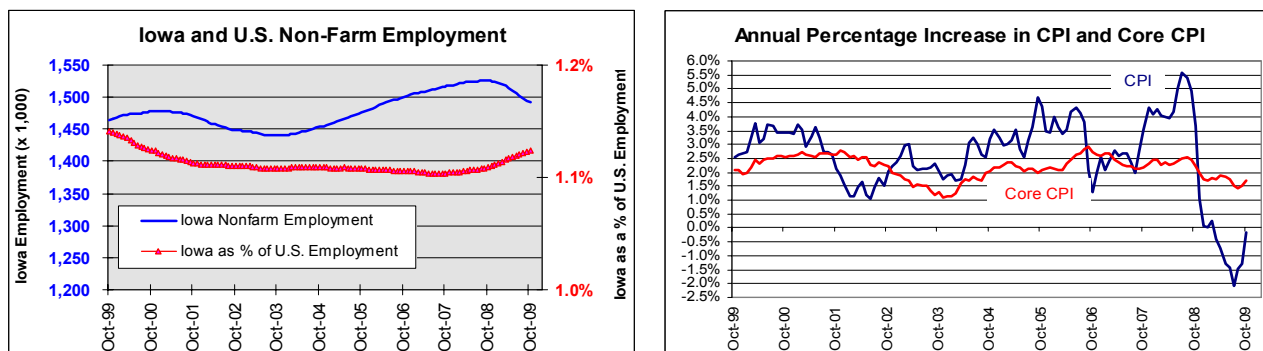 Iowa and U.S. Non-Farm Employment
Iowa Employment (x 1,000)
1,550
1,500
1,450
1,400
1,350
1,300
1,250
1,200
1.2%
1.1%
1.0%
Iowa as a % of U.S. Employment
Iowa Nonfarm Employment
Iowa as % of U.S. Employment
Oct-99
Oct-00
Oct-01
Oct-02
Oct-03
Oct-04
Oct-05
Oct-06
Oct-07
Oct-08
Oct-09
Annual Percentage Increase in CPI and Core CPI
6.0%
5.5%
5.0%
4.5%
4.0%
3.5%
3.0%
2.5%
2.0%
1.5%
1.0%
0.5%
0.0%
-0.5%
-1.0%
-1.5%
-2.0%
-2.5%
CPI
Core CPI
Oct-99
Oct-00
Oct-01
Oct-02
Oct-03
Oct-04
Oct-05
Oct-06
Oct-07
Oct-08
Oct-09